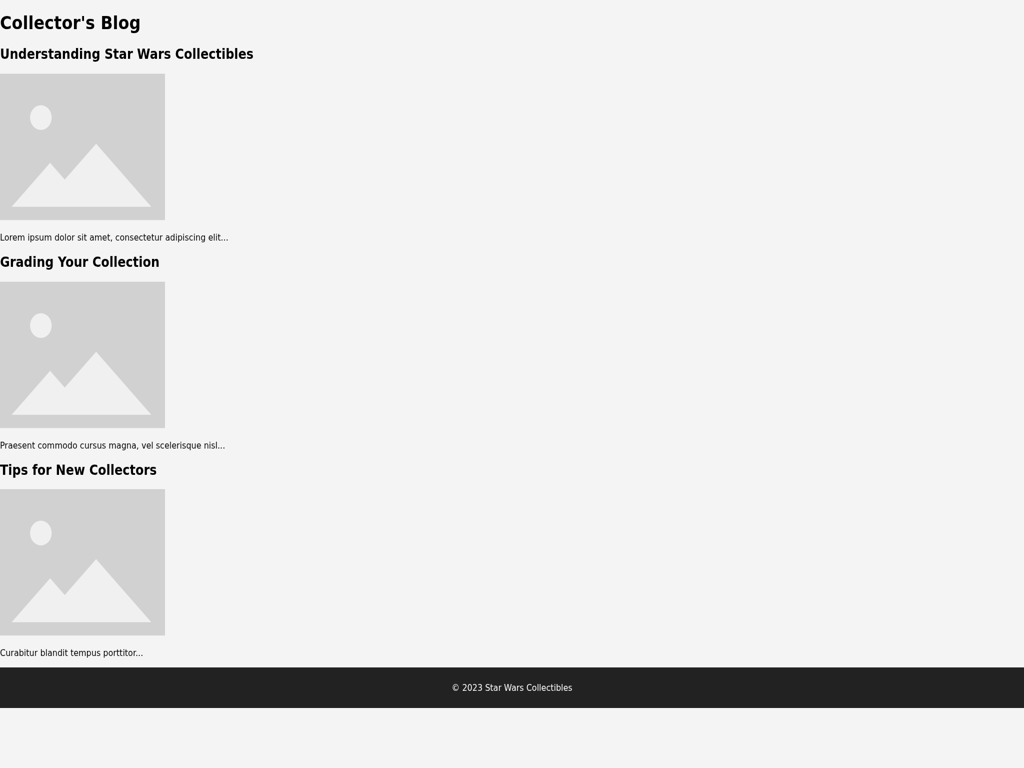 Collector's Blog
Understanding Star Wars Collectibles
Lorem ipsum dolor sit amet, consectetur adipiscing elit...
Grading Your Collection
Praesent commodo cursus magna, vel scelerisque nisl...
Tips for New Collectors
Curabitur blandit tempus porttitor...
© 2023 Star Wars Collectibles